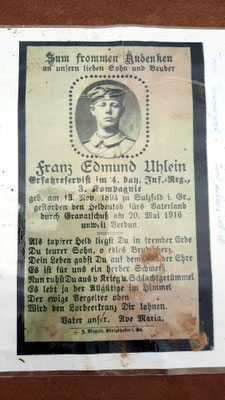 Zum frommen Andenken
an unsern lieben Sohn und Bruder
Franz Edmund Uhlein
Ersatzreservist im 4. bay. Inf.-Reg.,
3. Kompagnie
geb. am 13. Nov. 1894 zu Sulzfeld i. Gr.,
gestorben den Heldentod fürs Vaterland
durch Granatschuß am 20. Mai 1916
unweit Verdun.
Als tapfrer Held liegst Du in fremder Erde
Du teurer Sohn, o edles Bruderherz,
Dein Leben gabst Du auf dem der Ehre
Es ist für uns ein herber Schmerz.
Nun ruhst Du aus v Krieg u. Schlachtgetümmel
Es lebt ja der Allgütige im Himmel
Der ewige Vergelter oben
Wird den Lorbeerkranz Dir lohnen.
Vater unser. Ave Maria.